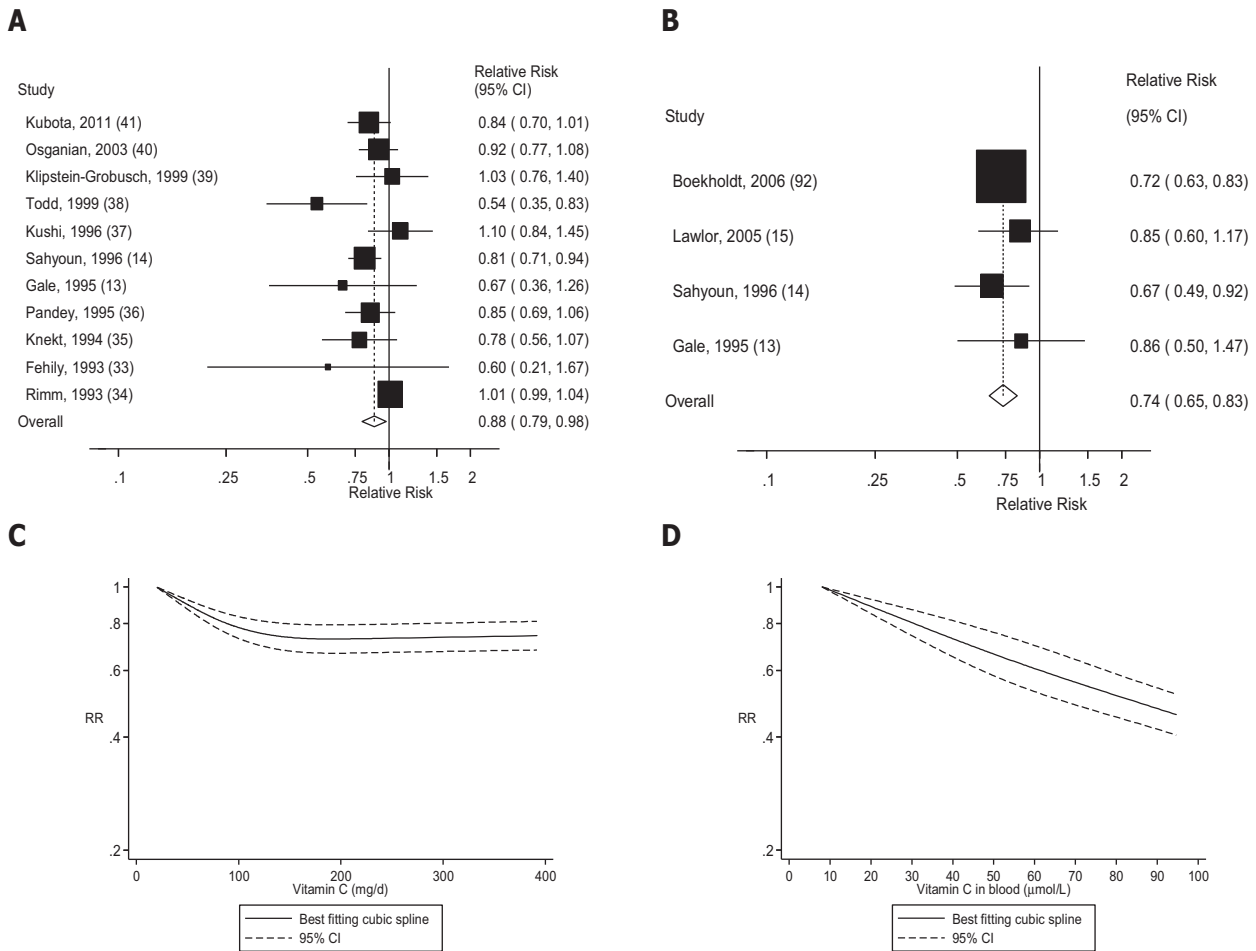 A
Relative Risk
(95% CI)
Study
Kubota, 2011 (41) 0.84 ( 0.70, 1.01)
Osganian, 2003 (40) 0.92 ( 0.77, 1.08)
Klipstein-Grobusch, 1999 (39) 1.03 ( 0.76, 1.40)
Todd, 1999 (38) 0.54 ( 0.35, 0.83)
Kushi, 1996 (37) 1.10 ( 0.84, 1.45)
Sahyoun, 1996 (14) 0.81 ( 0.71, 0.94)
Gale, 1995 (13) 0.67 ( 0.36, 1.26)
Pandey, 1995 (36) 0.85 ( 0.69, 1.06)
Knekt, 1994 (35) 0.78 ( 0.56, 1.07)
Fehily, 1993 (33) 0.60 ( 0.21, 1.67)
Rimm, 1993 (34) 1.01 ( 0.99, 1.04)
Overall 0.88 ( 0.79, 0.98)
.1 .25 .5 .75 1 1.5 2
Relative Risk
B
Relative Risk
Study (95% CI)
Boekholdt, 2006 (92) 0.72 ( 0.63, 0.83)
Lawlor, 2005 (15) 0.85 ( 0.60, 1.17)
Sahyoun, 1996 (14) 0.67 ( 0.49, 0.92)
Gale, 1995 (13) 0.86 ( 0.50, 1.47)
Overall 0.74 ( 0.65, 0.83)
.1 .25 .5 .75 1 1.5 2
Relative Risk
C
1
.8
.6
RR
.4
.2
0 100 200 300 400
Vitamin C (mg/d)
Best fitting cubic spline
95% CI
D
1
.8
.6
RR
.4
.2
0 10 20 30 40 50 60 70 80 90 100
Vitamin C in blood (μmol/L)
Best fitting cubic spline
95% CI